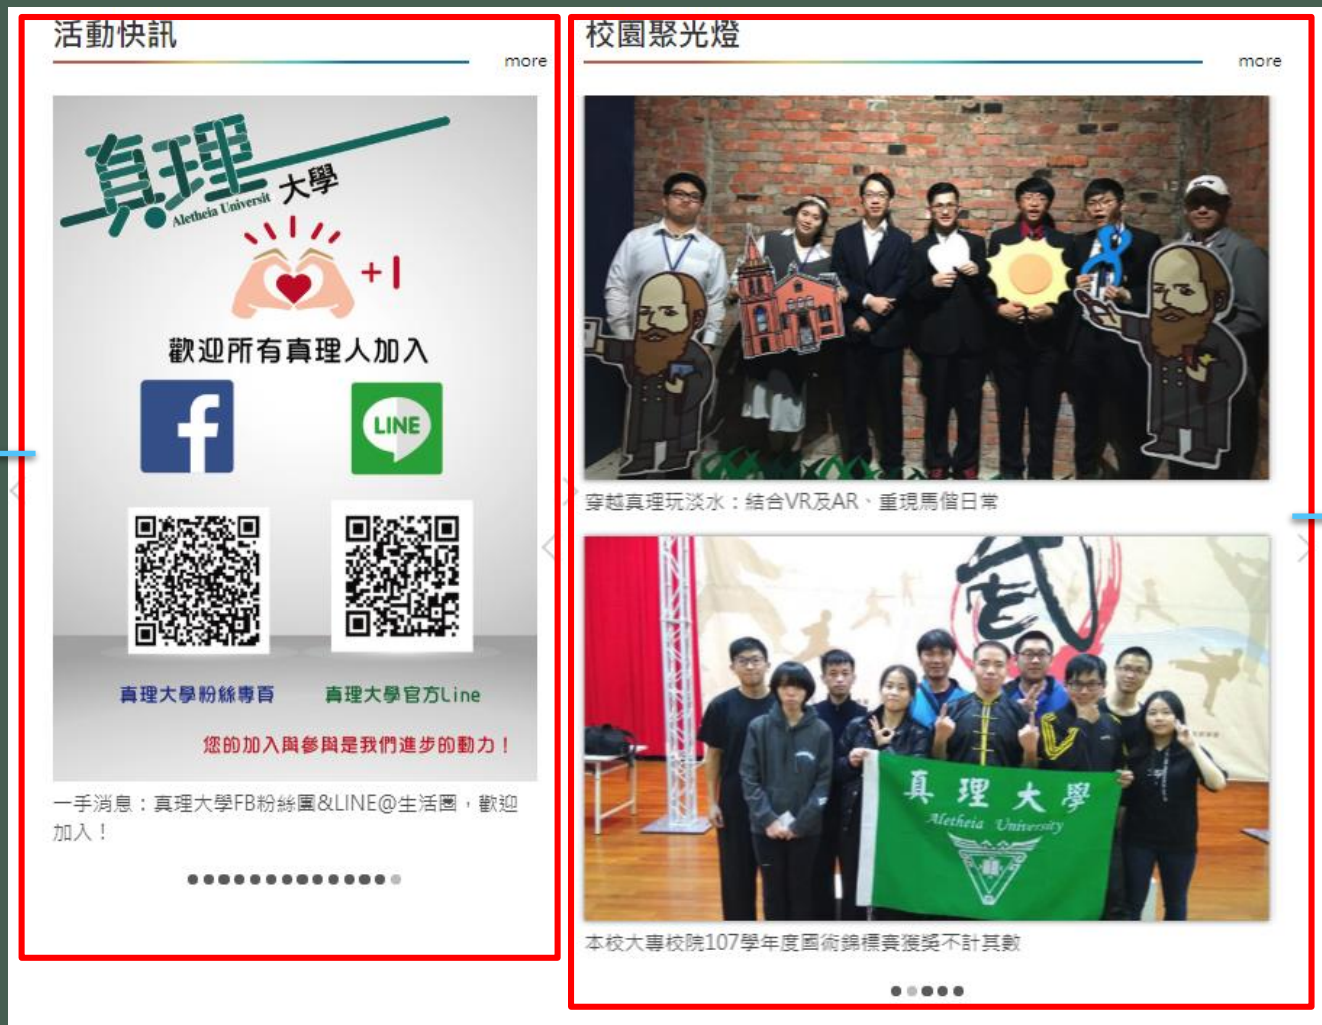 活動快訊
more
真理大學
Aletheia Universit
+1
歡迎所有真理人加入
f
LINE
真理大學粉絲專頁
真理大學官方Line
您的加入與參與是我們進步的動力！
一手消息：真理大學FB粉絲團&LINE@生活圈，歡迎
加入！
校園聚光燈
more
穿越真理玩淡水：結合VR及AR、重現馬偕日常
武
真理大學
Aletheia University
本校大專校院107學年度國術錦標賽獲獎不計其數